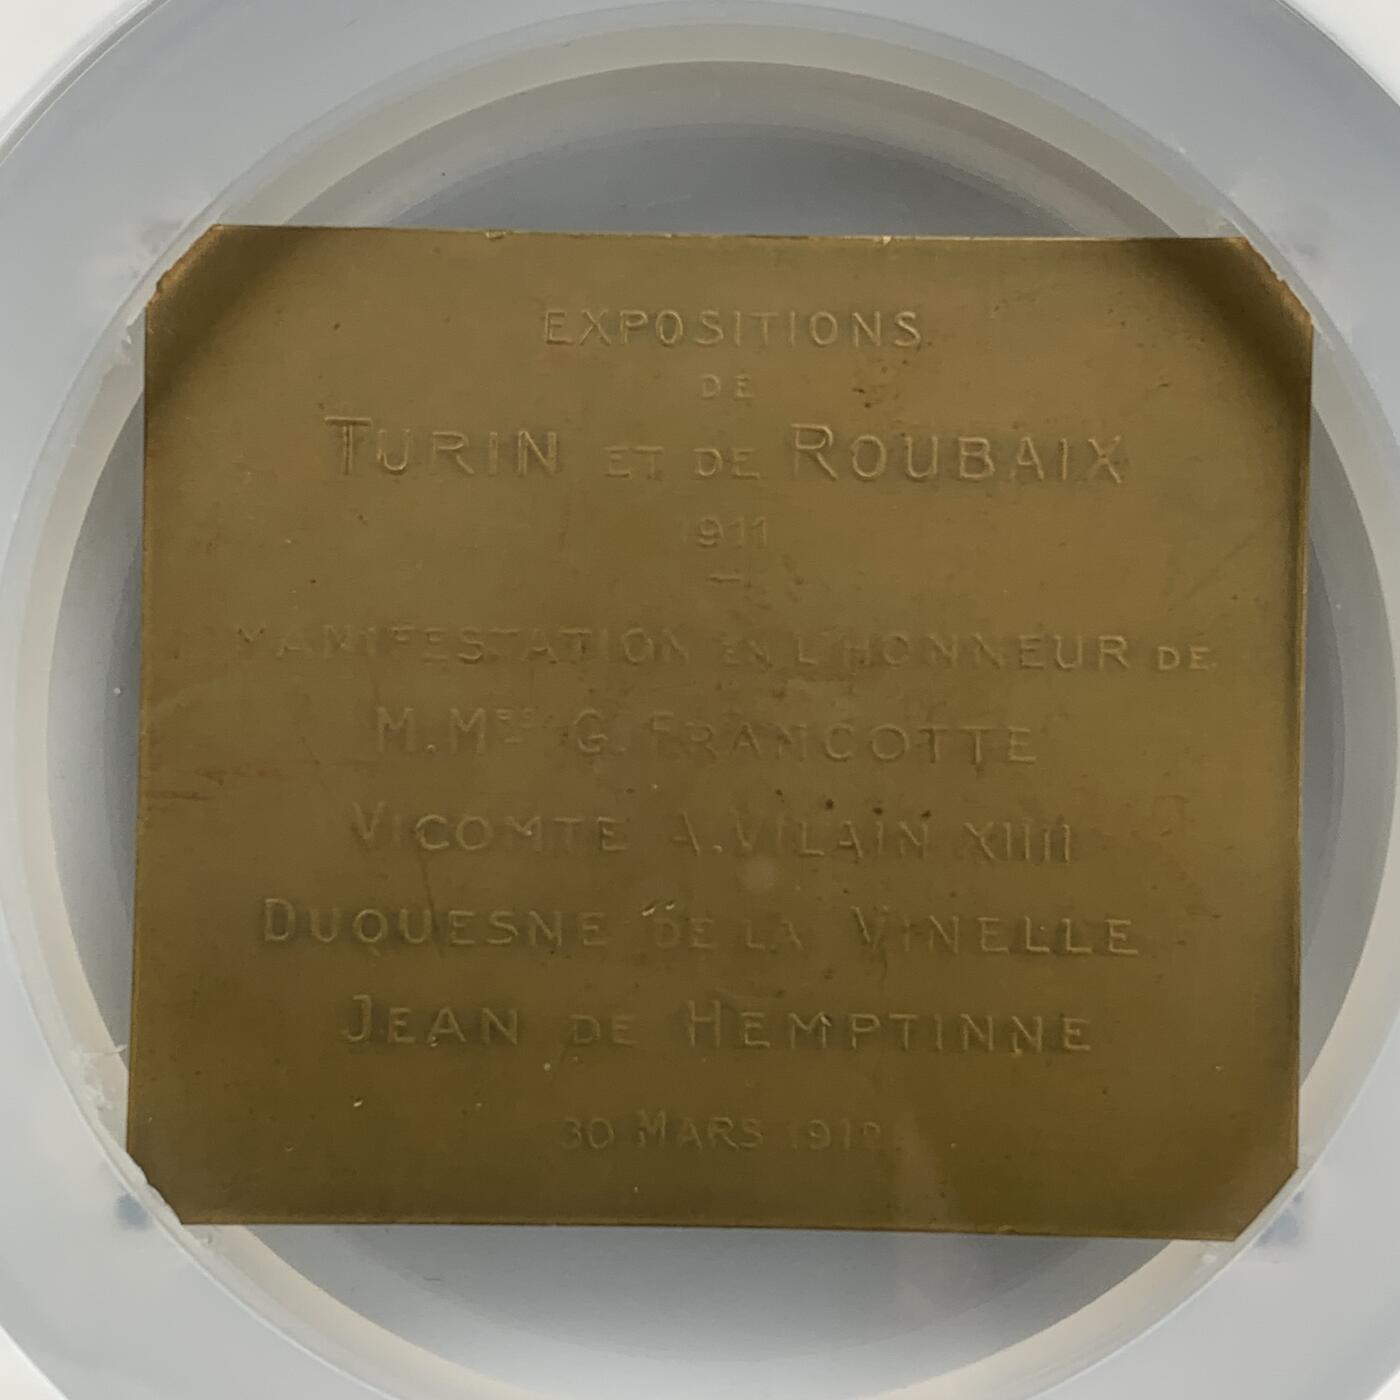 EXPOSITIONS
DE
TURIN ET DE ROUBAIX
1911
—
MANIFESTATION EN L'HONNEUR DE
M.MRS G. FRANCOTTE
VICOMTE A.VILAIN XIIII
DUQUESNE DE LA VINELLE
JEAN DE HEMPTINNE
30 MARS 1912